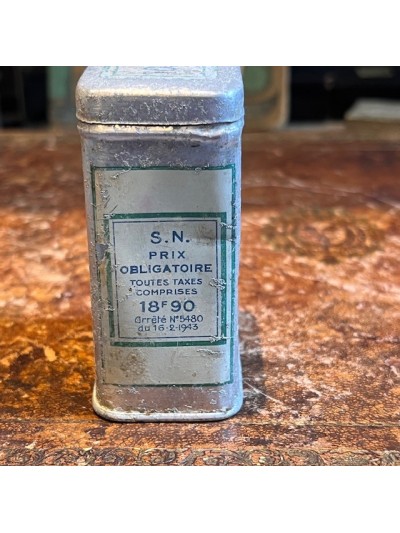 S.N.
PRIX
OBLIGATOIRE
TOUTES TAXES
COMPRISES
18F90
Arrêté N°5480
du 16-2-1943